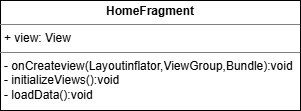 HomeFragment
+ view: View
- onCreateview(Layoutinflator,ViewGroup,Bundle):void
- initializeViews():void
- loadData():void